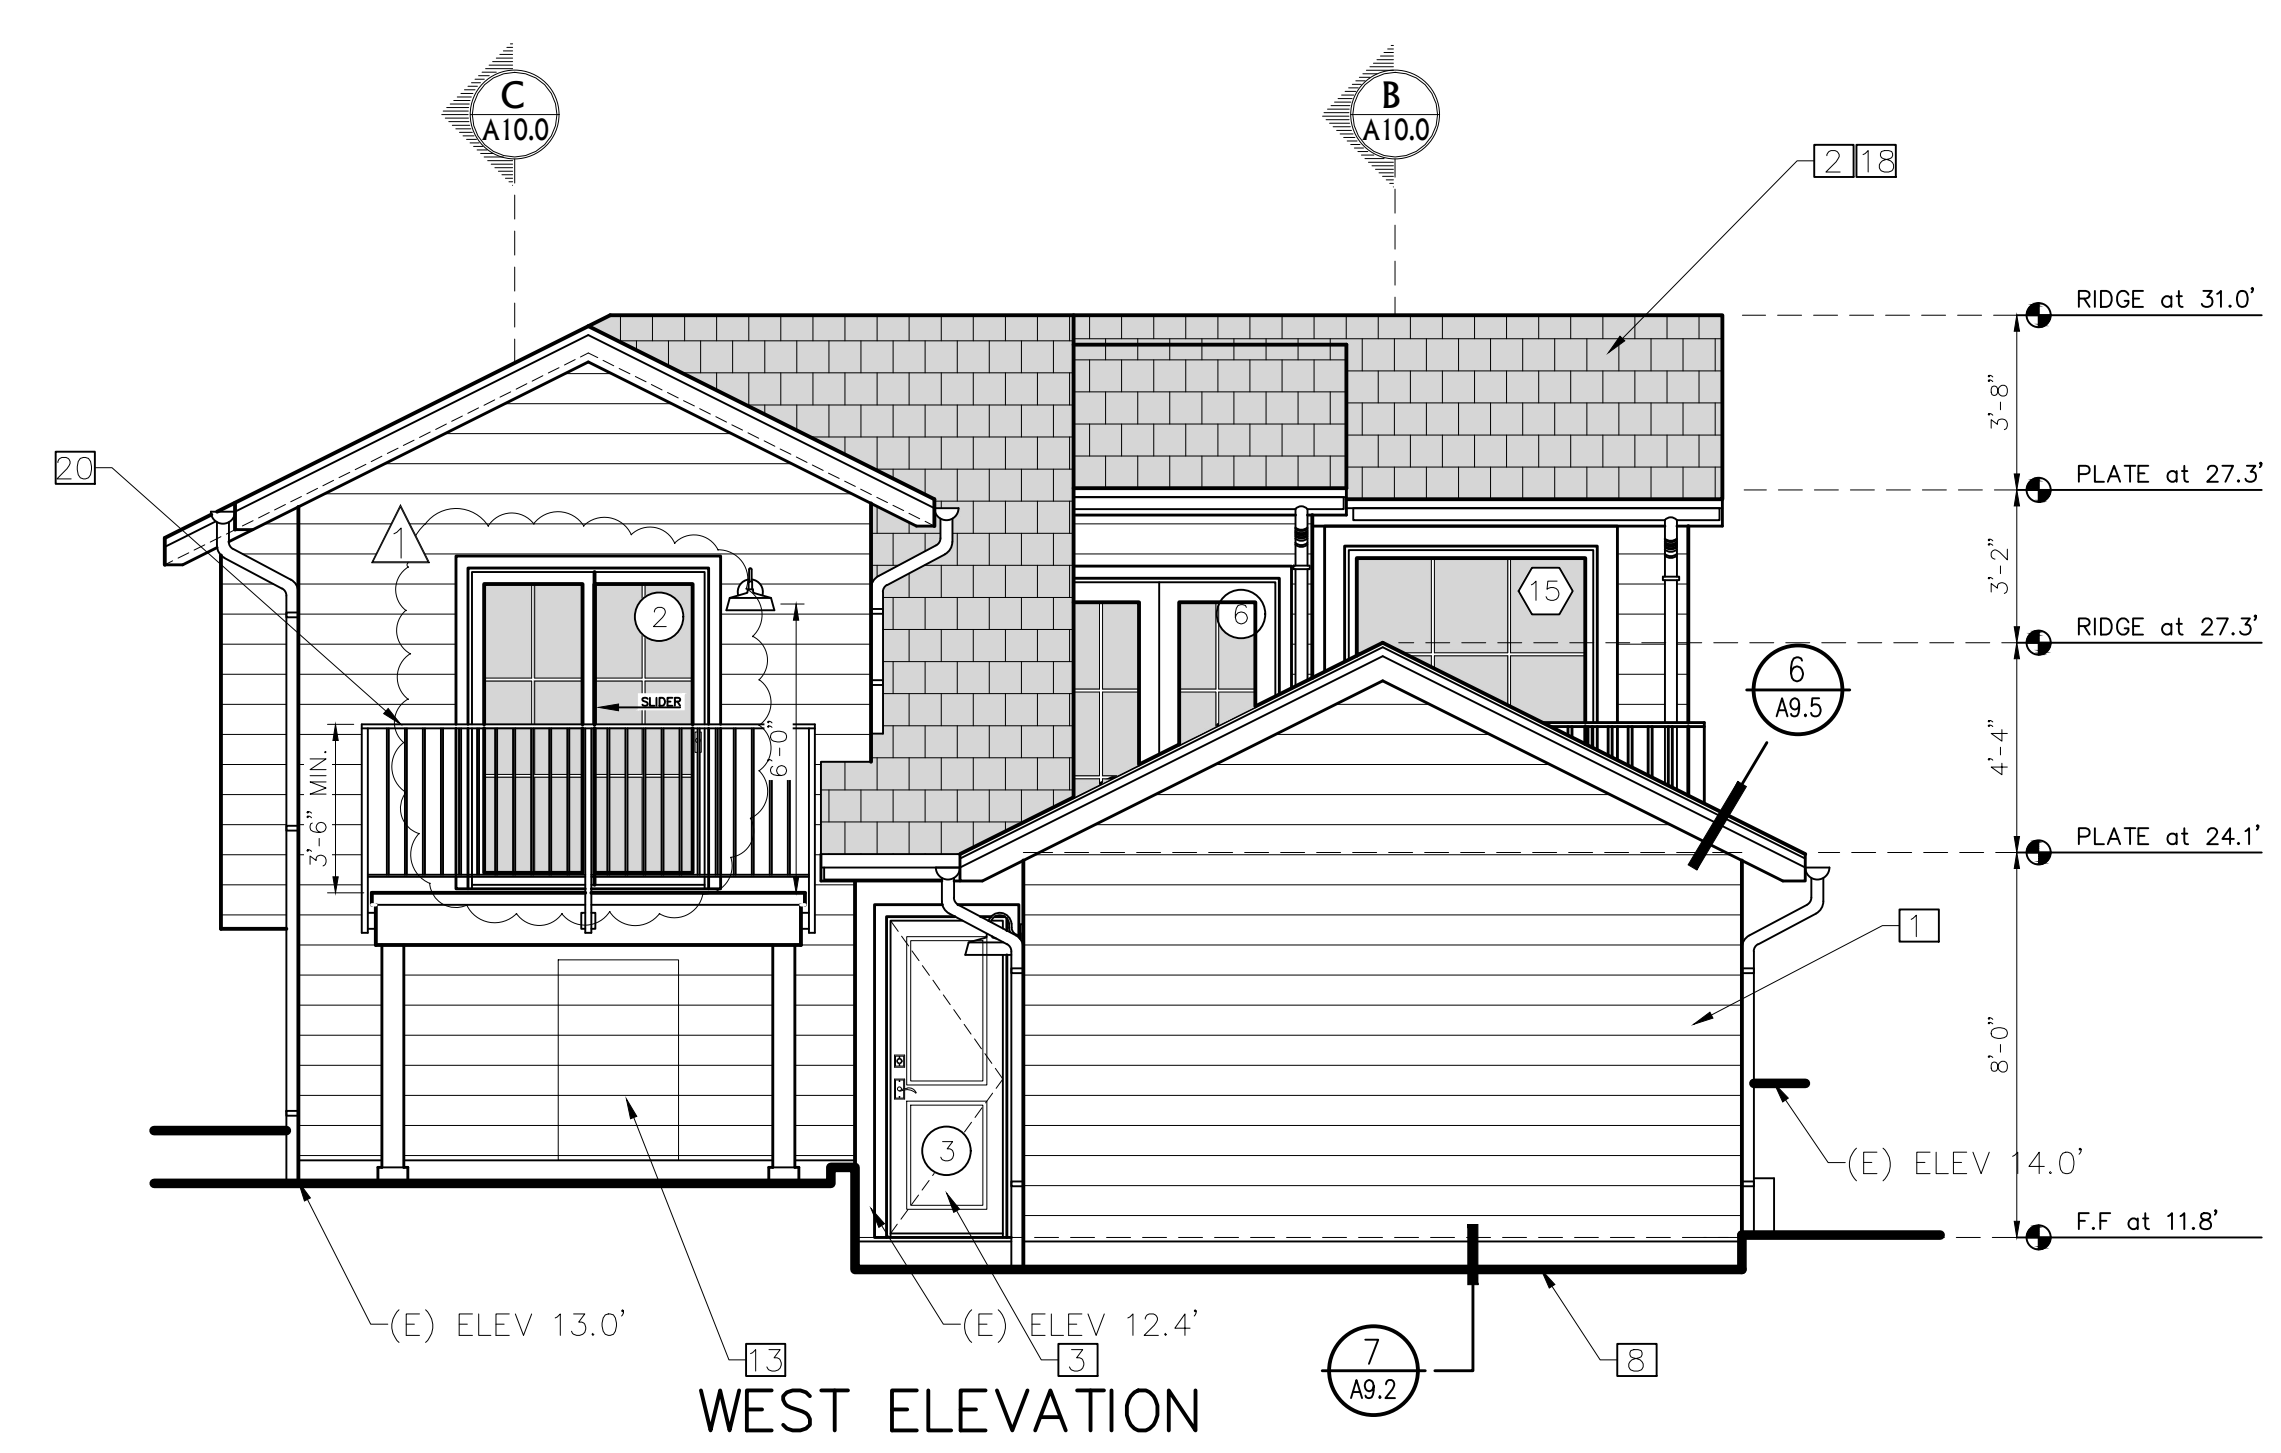 C
A10.0
B
A10.0
2 18
RIDGE at 31.0'
3'-8"
20
PLATE at 27.3'
1
3'-2"
15
2
6
RIDGE at 27.3'
6
A9.5
SLIDER
6'-0"
4'-4"
3'-6" MIN.
PLATE at 24.1'
1
8'-0"
3
(E) ELEV 14.0'
F.F at 11.8'
(E) ELEV 13.0'
(E) ELEV 12.4'
13
3
7
A9.2
8
WEST ELEVATION